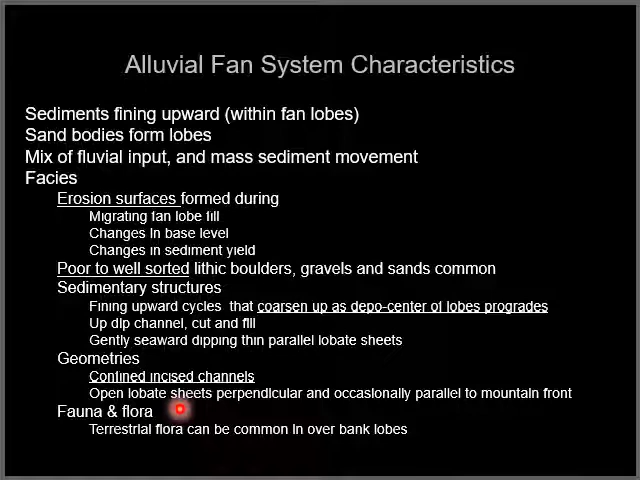 Alluvial Fan System Characteristics
Sediments fining upward (within fan lobes)
Sand bodies form lobes
Mix of fluvial input, and mass sediment movement
Facies
Erosion surfaces formed during
Migrating fan lobe fill
Changes in base level
Changes in sediment yield
Poor to well sorted lithic boulders, gravels and sands common
Sedimentary structures
Fining upward cycles that coarsen up as depo-center of lobes progrades
Up dip channel, cut and fill
Gently seaward dipping thin parallel lobate sheets
Geometries
Confined incised channels
Open lobate sheets perpendicular and occasionally parallel to mountain front
Fauna & flora
Terrestrial flora can be common in over bank lobes